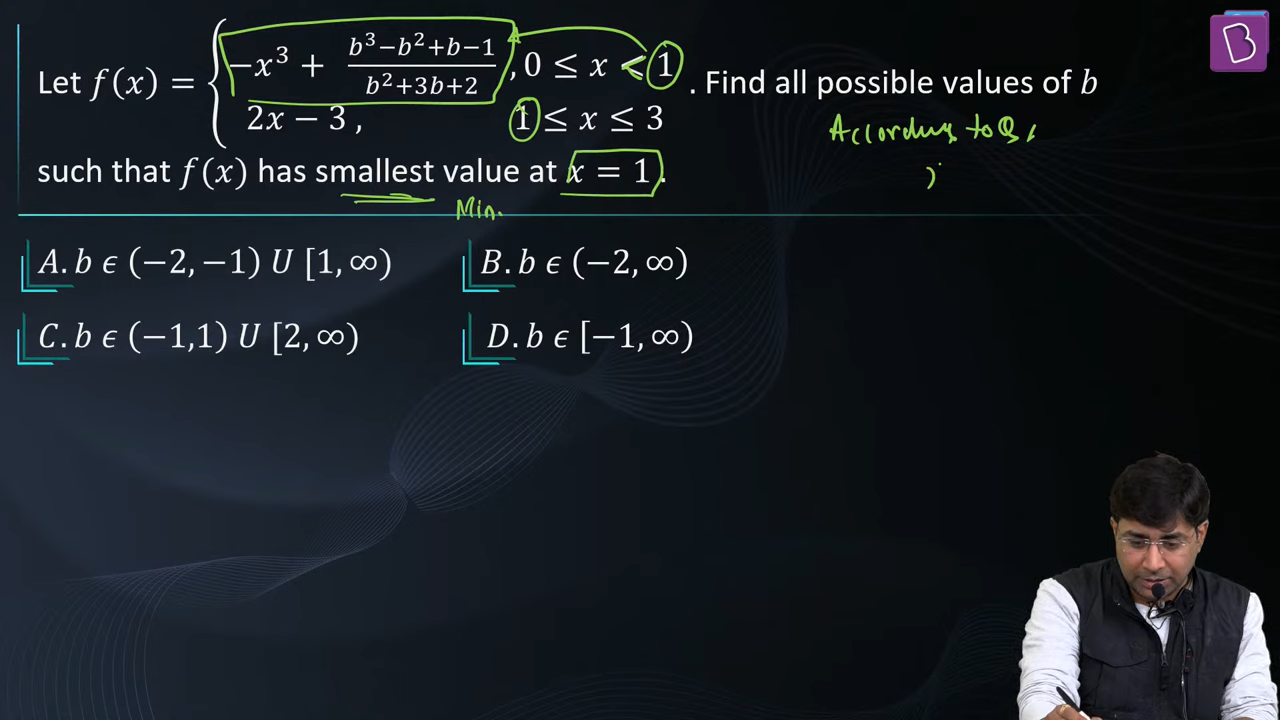 Let f(x) = { −x³ + (b³−b²+b−1)/(b²+3b+2) , 0 ≤ x < 1
2x − 3 , 1 ≤ x ≤ 3
. Find all possible values of b
According to Q,
such that f(x) has smallest value at x = 1.
Min.
A. b ϵ (−2, −1) U [1, ∞)
B. b ϵ (−2, ∞)
C. b ϵ (−1,1) U [2, ∞)
D. b ϵ [−1, ∞)